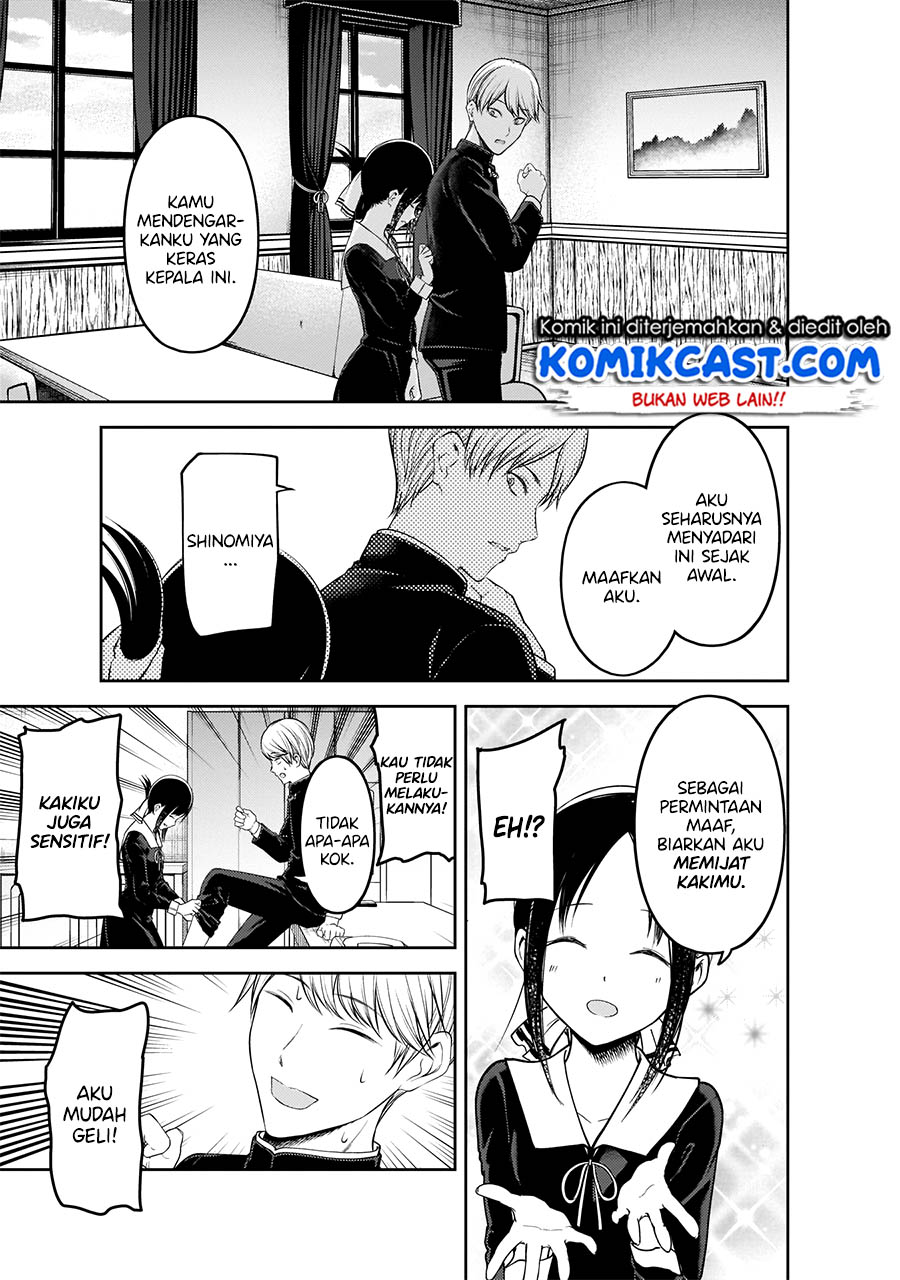 KAMU
MENDENGAR-
KANKU YANG
KERAS
KEPALA INI.
Komik ini diterjemahkan & diedit oleh
KOMIKCAST.COM
BUKAN WEB LAIN!!
AKU
SEHARUSNYA
MENYADARI
INI SEJAK
AWAL.
MAAFKAN
AKU.
SHINOMIYA
...
SEBAGAI
PERMINTAAN
MAAF,
BIARKAN AKU
MEMIJAT
KAKIMU.
EH!?
KAU TIDAK
PERLU
MELAKU-
KANNYA!
TIDAK
APA-APA
KOK.
KAKIKU
JUGA
SENSITIF!
AKU
MUDAH
GELI!